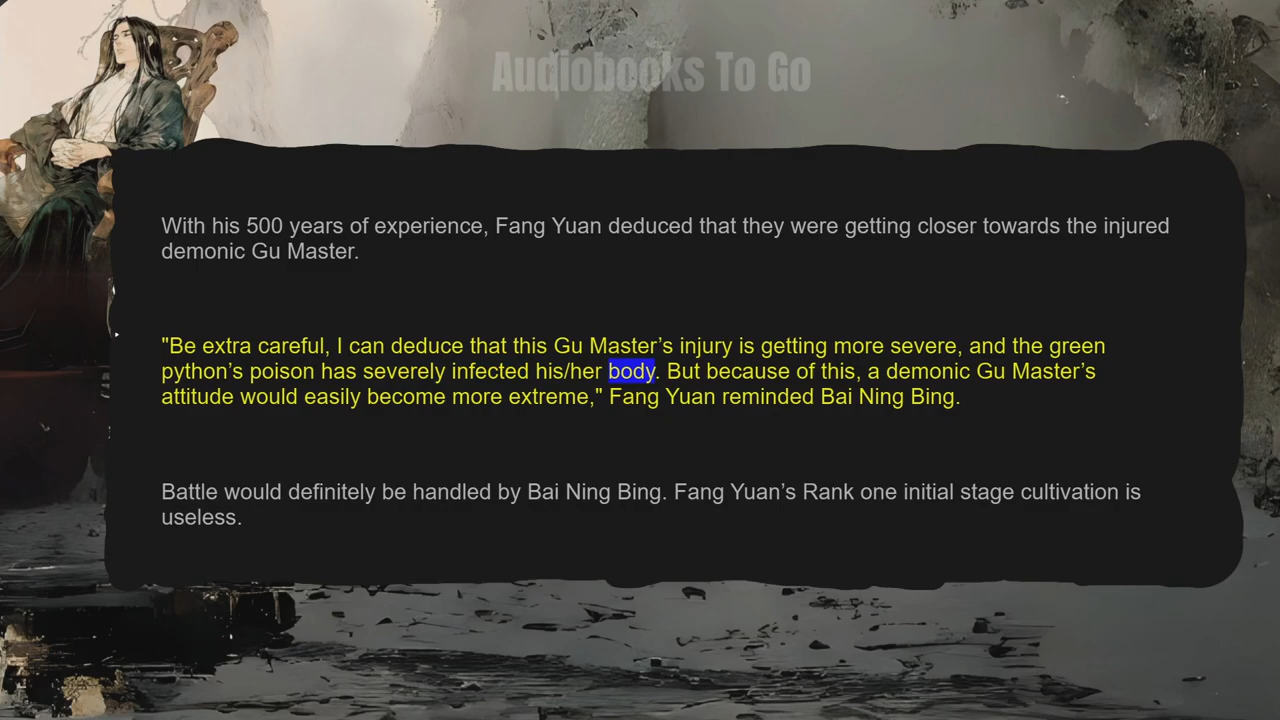 Audiobooks To Go
With his 500 years of experience, Fang Yuan deduced that they were getting closer towards the injured
demonic Gu Master.
"Be extra careful, I can deduce that this Gu Master’s injury is getting more severe, and the green
python’s poison has severely infected his/her body. But because of this, a demonic Gu Master’s
attitude would easily become more extreme," Fang Yuan reminded Bai Ning Bing.
Battle would definitely be handled by Bai Ning Bing. Fang Yuan’s Rank one initial stage cultivation is
useless.